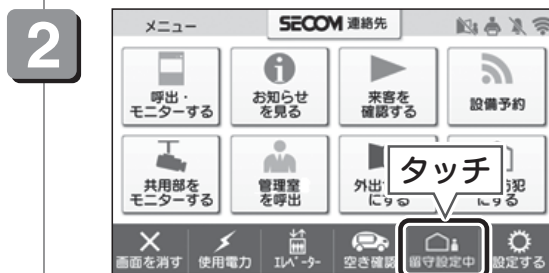 2
メニュー
SECOM 連絡先
呼出・
モニターする
お知らせ
を見る
来客を
確認する
設備予約
共用部を
モニターする
管理室
を呼出
外出
にする
防犯
にする
タッチ
画面を消す
使用電力
エレベーター
空き確認
留守設定中
設定する